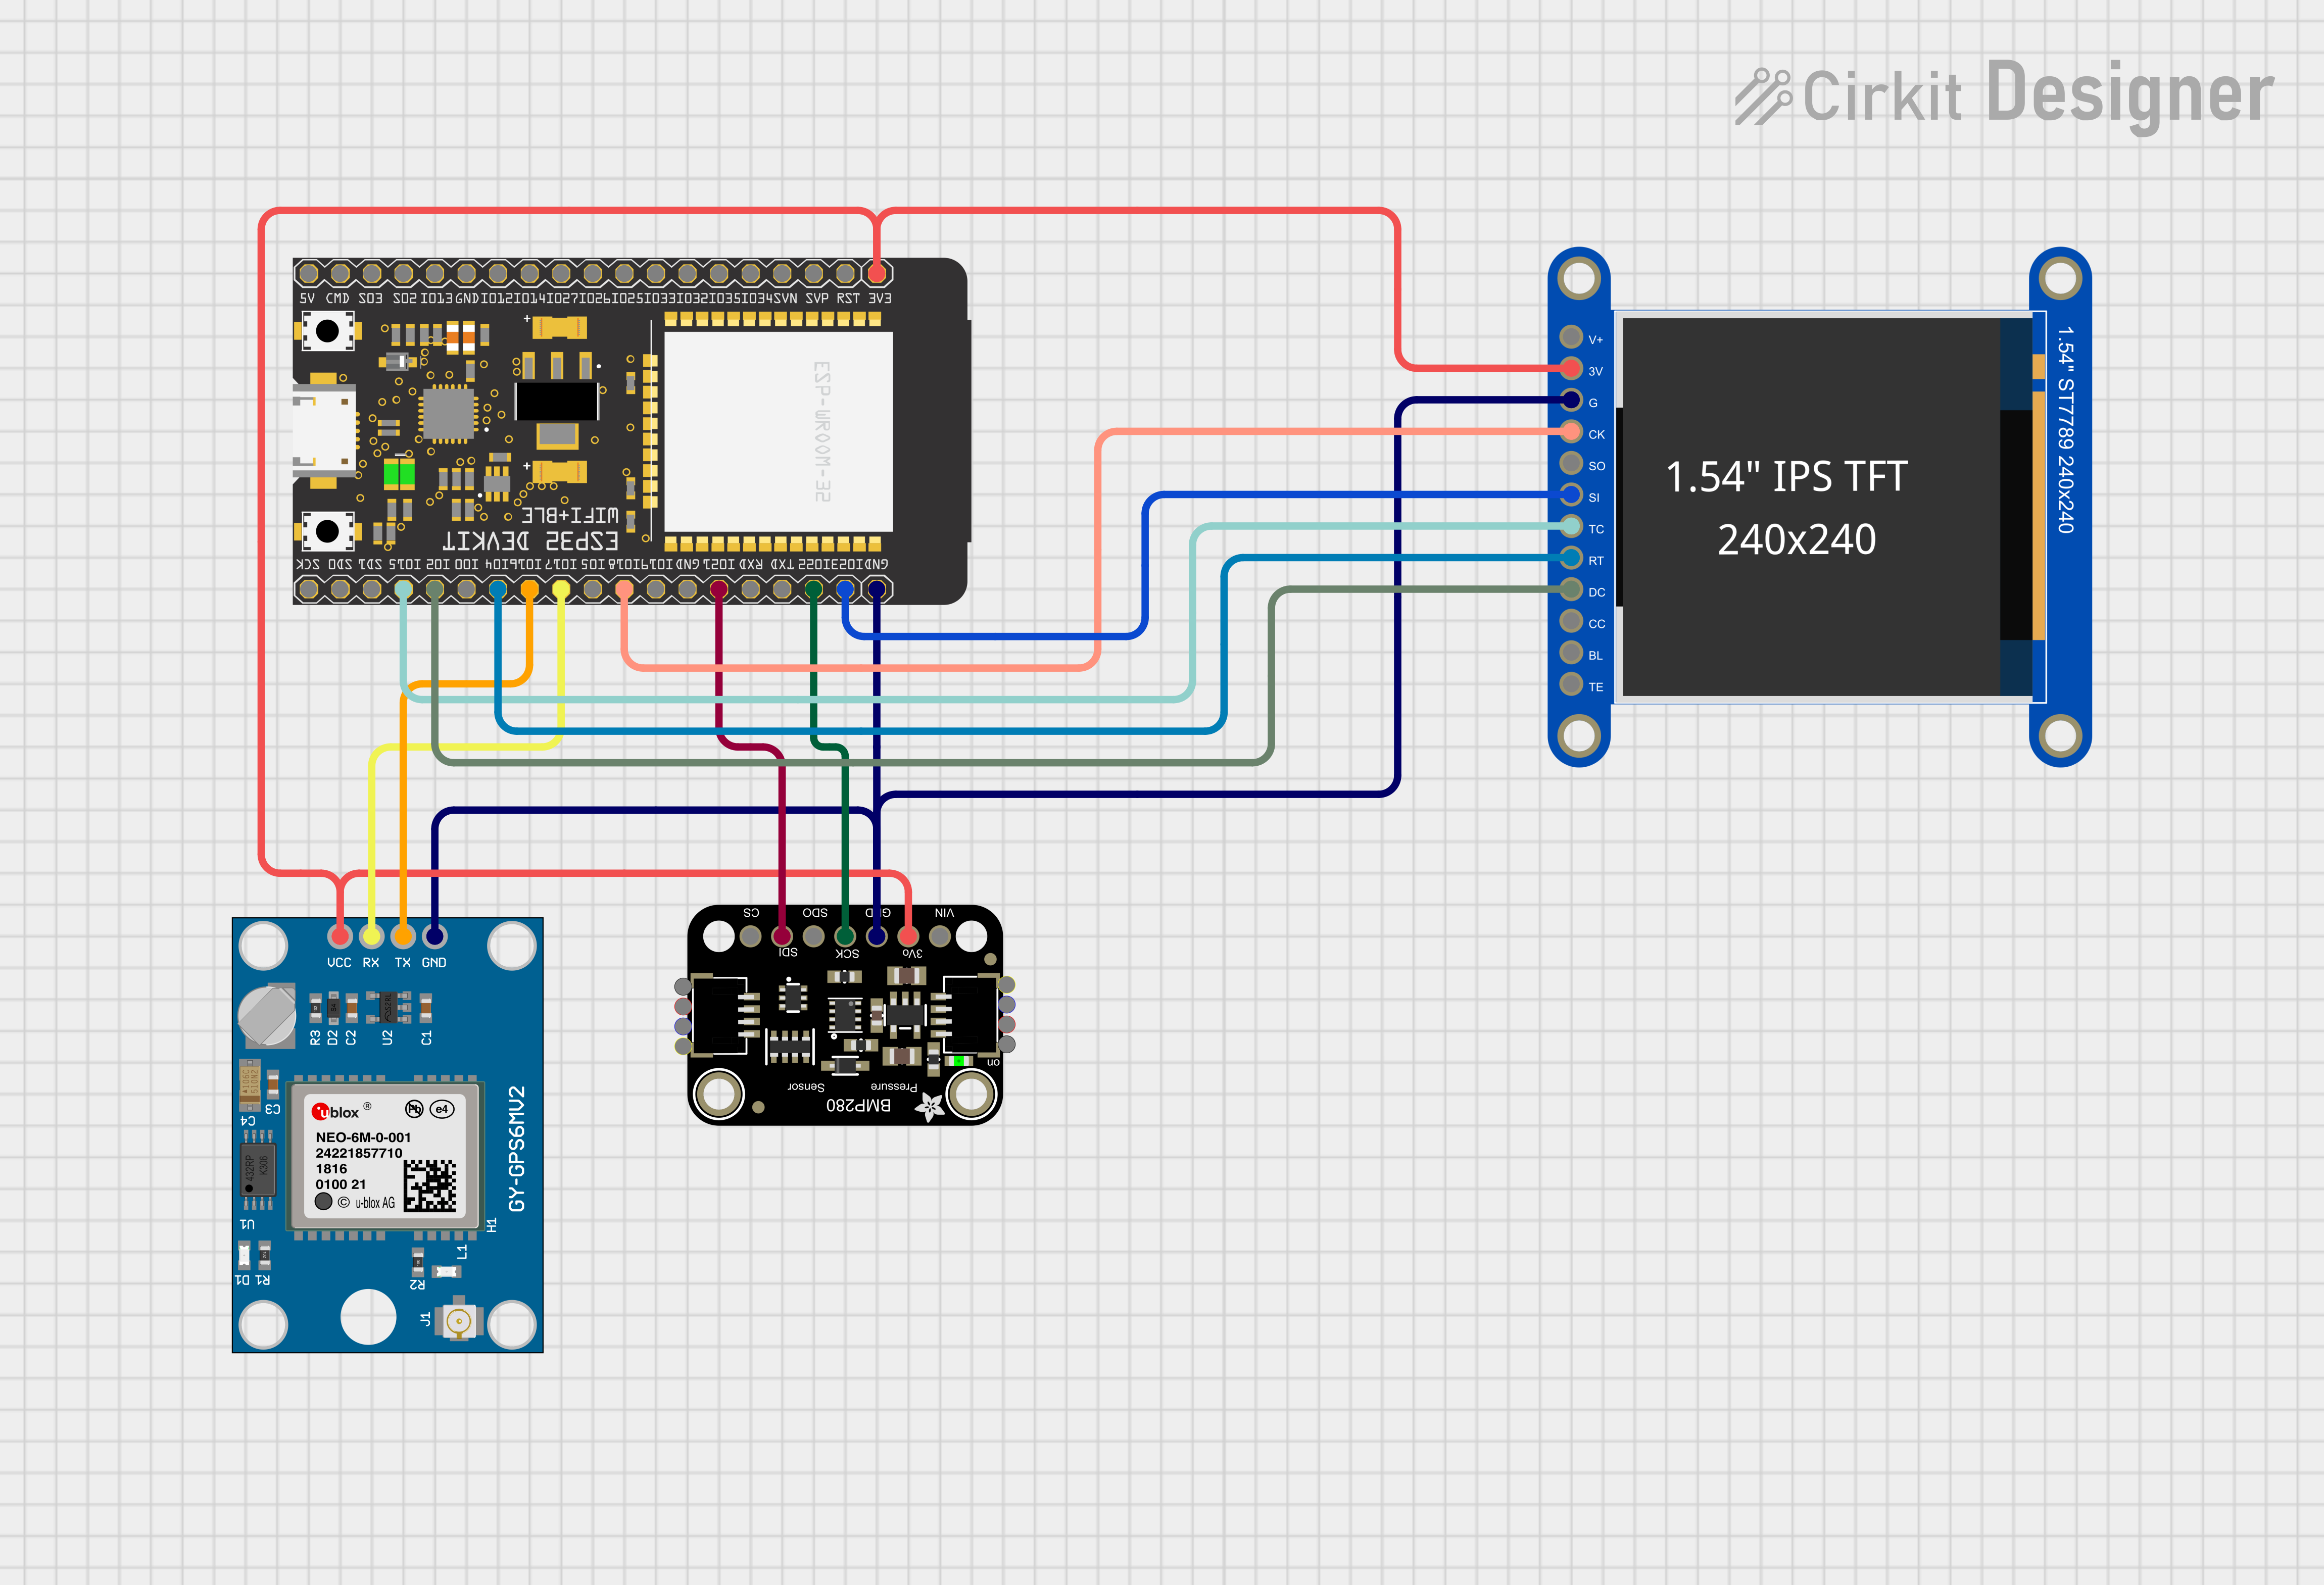 Cirkit Designer
5V CMD SD3 SD2 IO13 GND IO12 IO14 IO27 IO26 IO25 IO33 IO32 IO35 IO34 SVN SVP RST 3V3
ESP-WROOM-32
WIFI+BLE
ESP32 DEVKIT
SCK SDO SD1 IO15 IO2 IO0 IO4 IO16 IO17 IO5 IO18 IO19 GND IO21 RXD TXD IO22 IO23 GND
V+
3V
G
CK
SO
SI
TC
RT
DC
CC
BL
TE
1.54" IPS TFT
240x240
1.54" ST7789 240x240
VCC RX TX GND
R3 D2 C2 U2 C1
C3
C4
ublox ® Pb e4
NEO-6M-0-001
24221857710
1816
0100 21
© u-blox AG
432RP
K306
U1
D1 R1
R2
L1
H1
J1
GY-GPS6MV2
CS SDO GND VIN
SDI SCK 3Vo
on
Sensor Pressure
BMP280